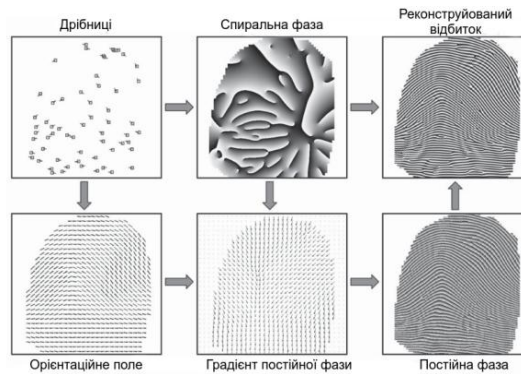 Дрібниці
Спиральна фаза
Реконструйований
відбиток
Орієнтаційне поле
Градієнт постійної фази
Постійна фаза